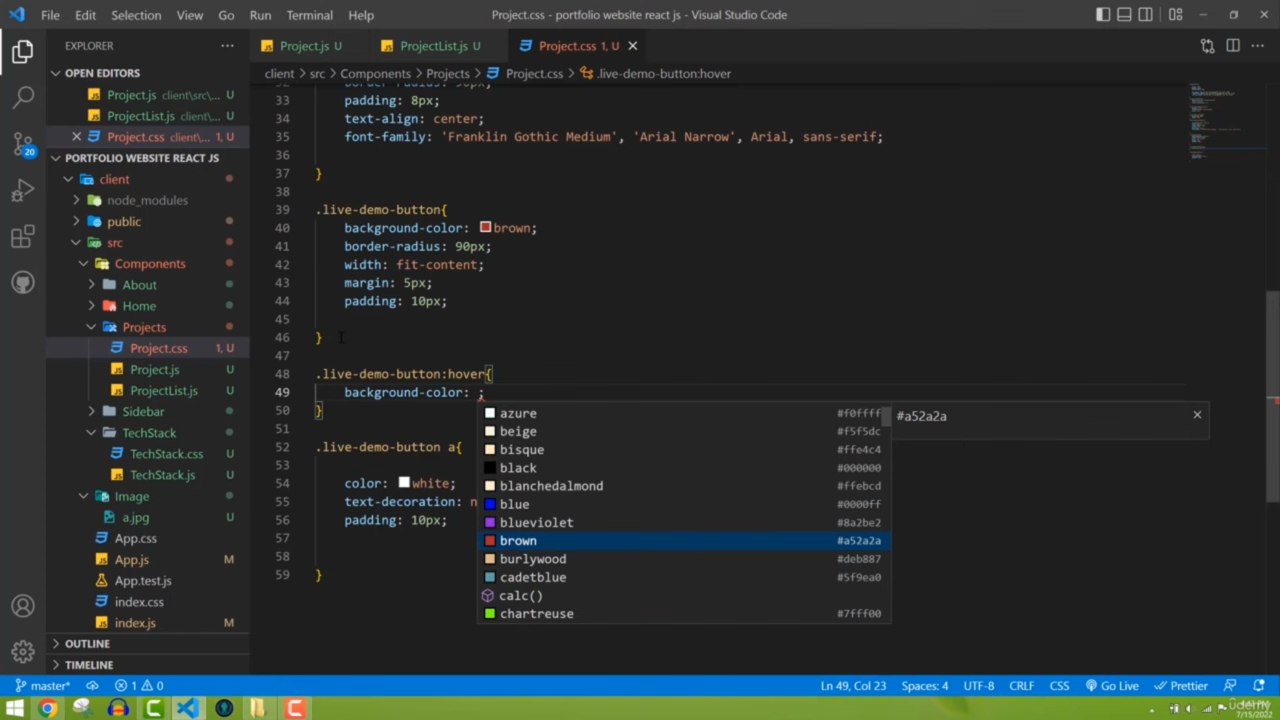 File Edit Selection View Go Run Terminal Help
Project.css - portfolio website react js - Visual Studio Code
EXPLORER
Project.js U
ProjectList.js U
Project.css 1, U
OPEN EDITORS
client > src > Components > Projects > Project.css > .live-demo-button:hover
Project.js client\src\... U
ProjectList.js client\... U
Project.css client\... 1, U
PORTFOLIO WEBSITE REACT JS
client
node_modules
public
src
Components
About
Home
Projects
Project.css 1, U
Project.js U
ProjectList.js U
Sidebar
TechStack
TechStack.css U
TechStack.js U
Image
a.jpg U
App.css
App.js M
App.test.js
index.css
index.js M
OUTLINE
TIMELINE
33 padding: 8px;
34 text-align: center;
35 font-family: 'Franklin Gothic Medium', 'Arial Narrow', Arial, sans-serif;
36
37 }
38
39 .live-demo-button{
40 background-color: brown;
41 border-radius: 90px;
42 width: fit-content;
43 margin: 5px;
44 padding: 10px;
45
46 }
47
48 .live-demo-button:hover{
49 background-color: ;
50 }
51
52 .live-demo-button a{
53
54 color: white;
55 text-decoration: n
56 padding: 10px;
57
58
59 }
azure #f0ffff
beige #f5f5dc
bisque #ffe4c4
black #000000
blanchedalmond #ffebcd
blue #0000ff
blueviolet #8a2be2
brown #a52a2a
burlywood #deb887
cadetblue #5f9ea0
calc()
chartreuse #7fff00
#a52a2a
20
master* 1 0
Ln 49, Col 23 Spaces: 4 UTF-8 CRLF CSS Go Live Prettier
udemy
7/15/2022